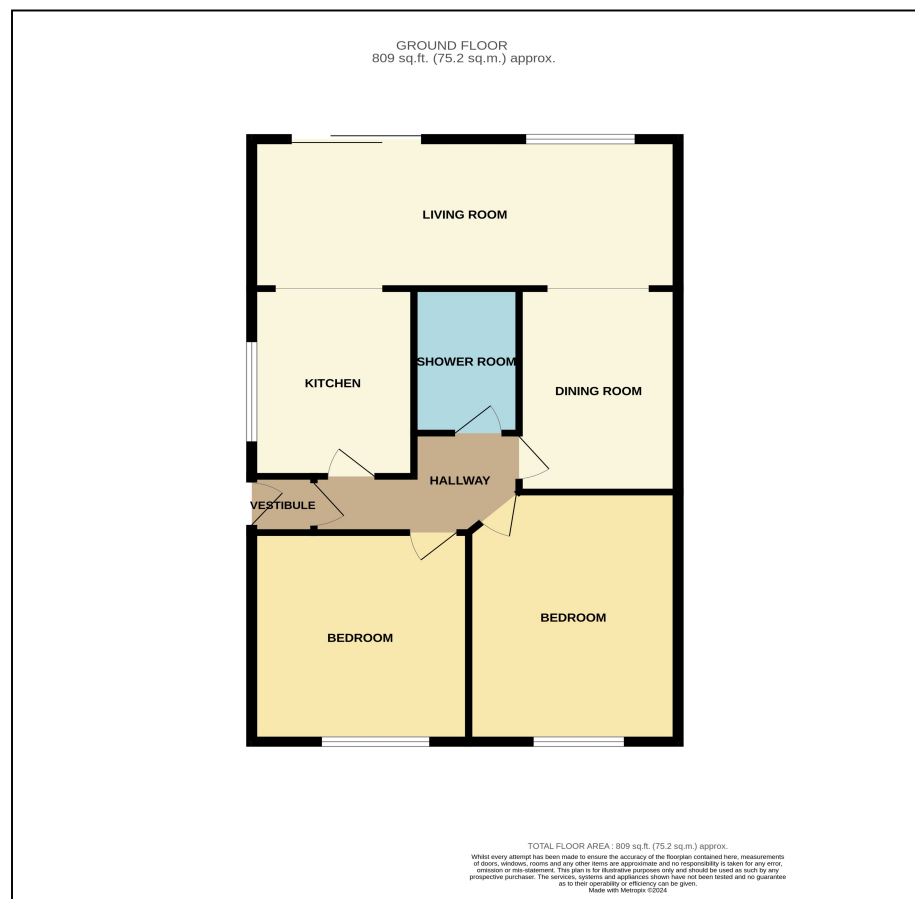 GROUND FLOOR
809 sq.ft. (75.2 sq.m.) approx.
LIVING ROOM
SHOWER ROOM
KITCHEN
DINING ROOM
HALLWAY
VESTIBULE
BEDROOM
BEDROOM
TOTAL FLOOR AREA : 809 sq.ft. (75.2 sq.m.) approx.
Whilst every attempt has been made to ensure the accuracy of the floorplan contained here, measurements
of doors, windows, rooms and any other items are approximate and no responsibility is taken for any error,
omission or mis-statement. This plan is for illustrative purposes only and should be used as such by any
prospective purchaser. The services, systems and appliances shown have not been tested and no guarantee
as to their operability or efficiency can be given.
Made with Metropix ©2024